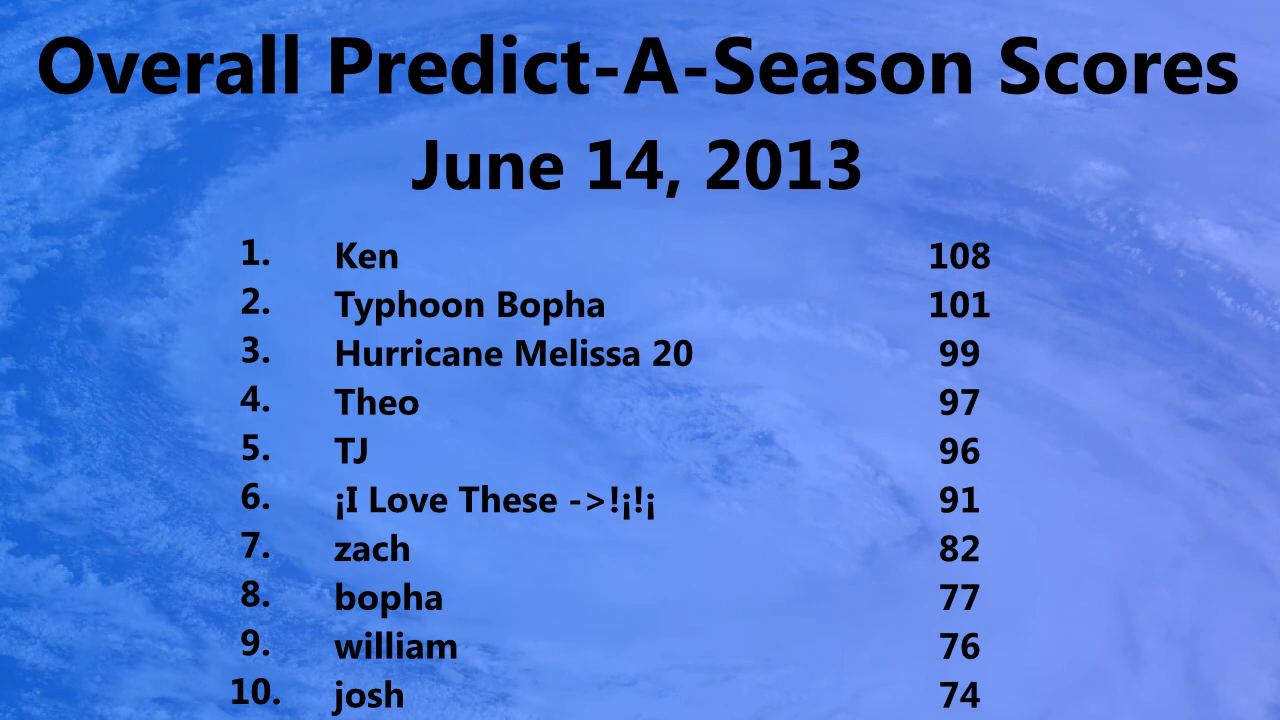 Overall Predict-A-Season Scores
June 14, 2013
1. Ken 108
2. Typhoon Bopha 101
3. Hurricane Melissa 20 99
4. Theo 97
5. TJ 96
6. ¡I Love These ->!¡!¡ 91
7. zach 82
8. bopha 77
9. william 76
10. josh 74